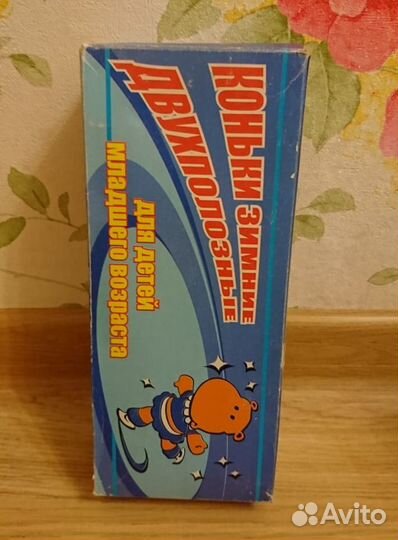 КОНЬКИ ЗИМНИЕ
ДВУХПОЛОЗНЫЕ
ДЛЯ ДЕТЕЙ
МЛАДШЕГО ВОЗРАСТА
Avito